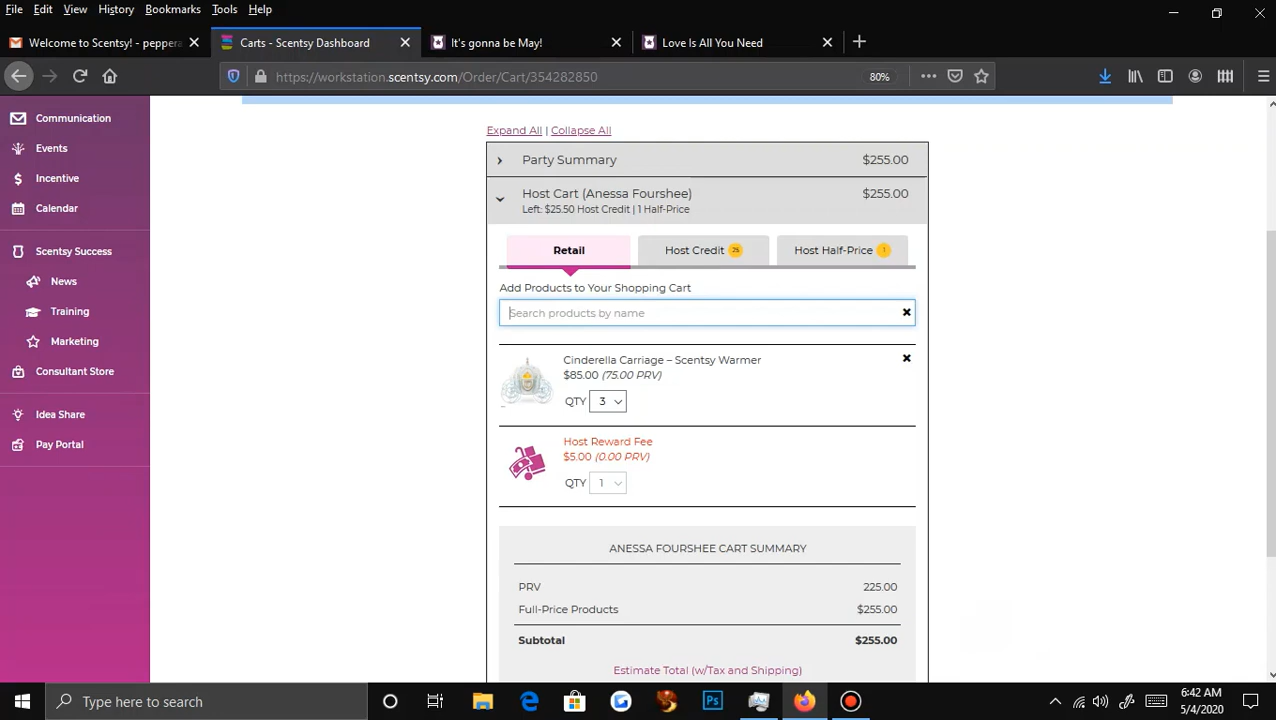 File Edit View History Bookmarks Tools Help
Welcome to Scentsy! - peppera
Carts - Scentsy Dashboard
It's gonna be May!
Love Is All You Need
https://workstation.scentsy.com/Order/Cart/354282850
80%
Communication
Events
Incentive
Calendar
Scentsy Success
News
Training
Marketing
Consultant Store
Idea Share
Pay Portal
Expand All | Collapse All
Party Summary $255.00
Host Cart (Anessa Fourshee) $255.00
Left: $25.50 Host Credit | 1 Half-Price
Retail Host Credit 25 Host Half-Price 1
Add Products to Your Shopping Cart
Search products by name
Cinderella Carriage – Scentsy Warmer
$85.00 (75.00 PRV)
QTY 3
Host Reward Fee
$5.00 (0.00 PRV)
QTY 1
ANESSA FOURSHEE CART SUMMARY
PRV 225.00
Full-Price Products $255.00
Subtotal $255.00
Estimate Total (w/Tax and Shipping)
Type here to search
Ps
6:42 AM
5/4/2020